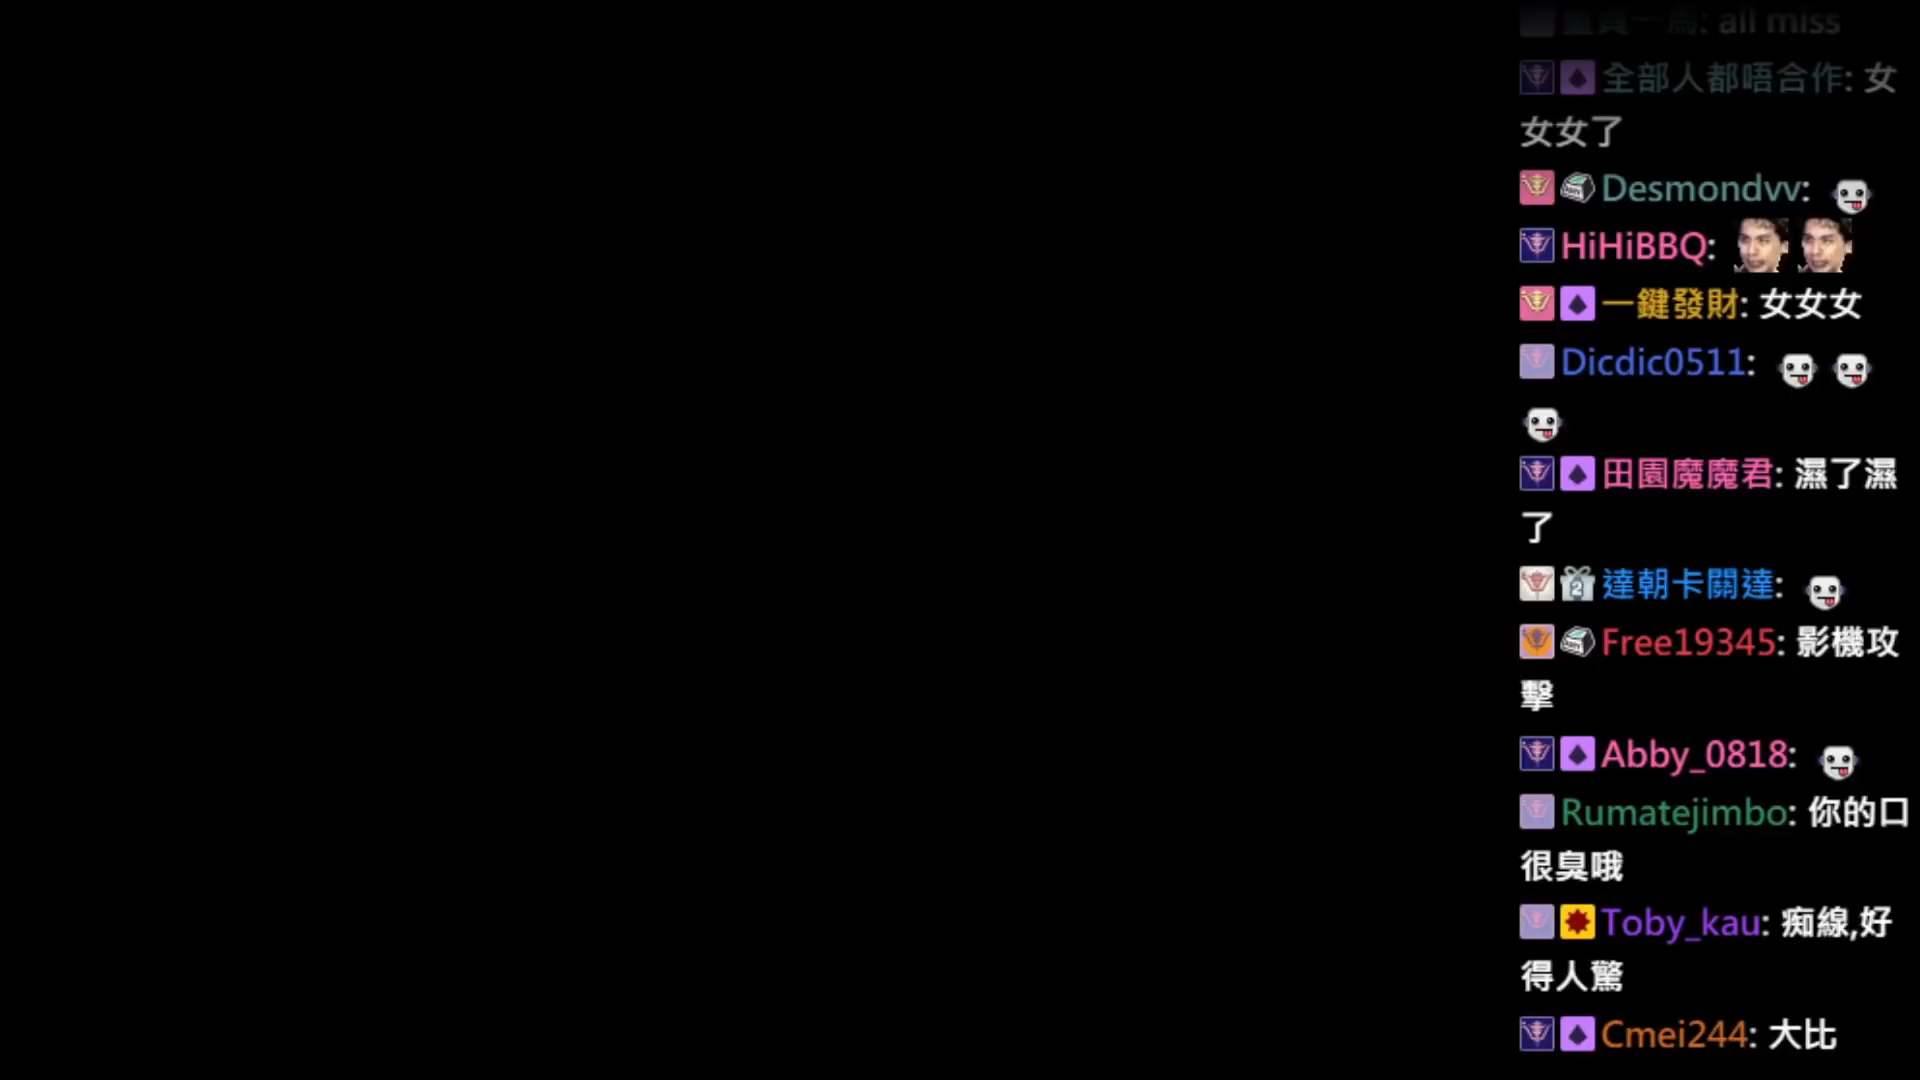 : all miss
全部人都唔合作: 女
女女了
Desmondvv:
HiHiBBQ:
一鍵發財: 女女女
Dicdic0511:
田園魔魔君: 濕了濕
了
達朝卡關達:
Free19345: 影機攻
擊
Abby_0818:
Rumatejimbo: 你的口
很臭哦
Toby_kau: 痴線,好
得人驚
Cmei244: 大比